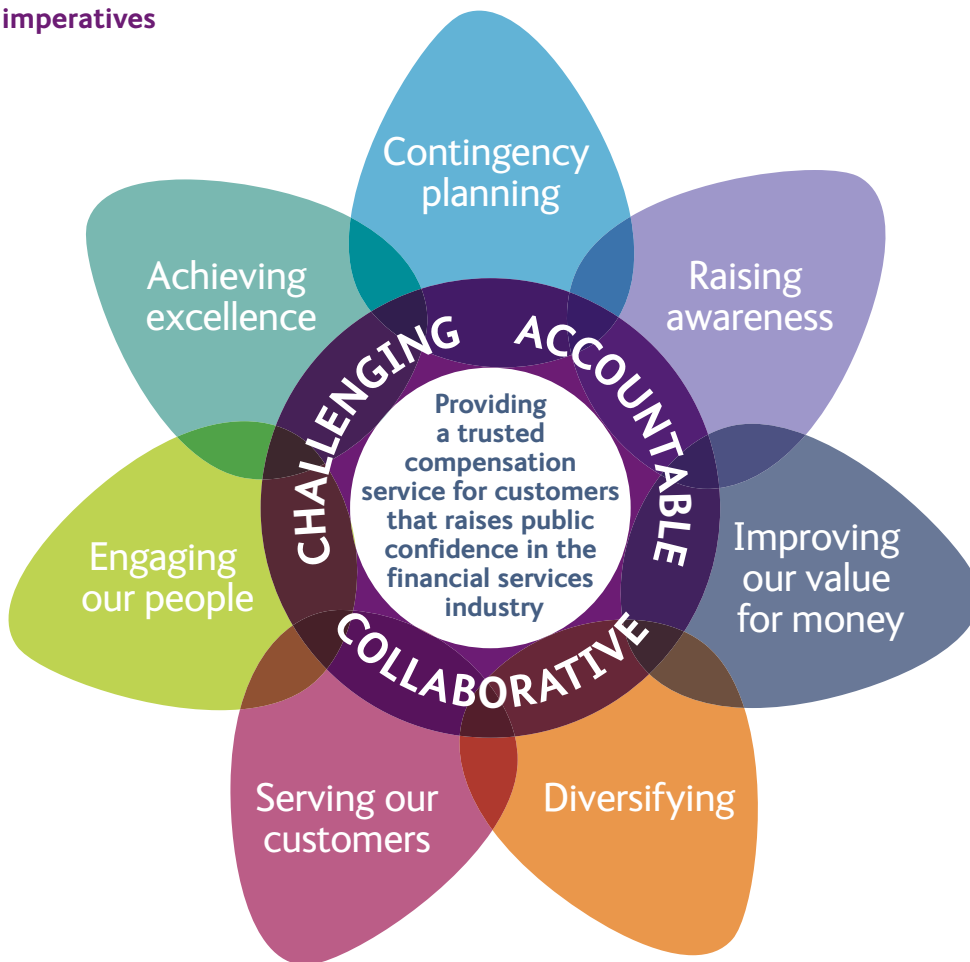 imperatives
Contingency
planning
Raising
awareness
Improving
our value
for money
Diversifying
Serving our
customers
Engaging
our people
Achieving
excellence
CHALLENGING
ACCOUNTABLE
COLLABORATIVE
Providing
a trusted
compensation
service for customers
that raises public
confidence in the
financial services
industry